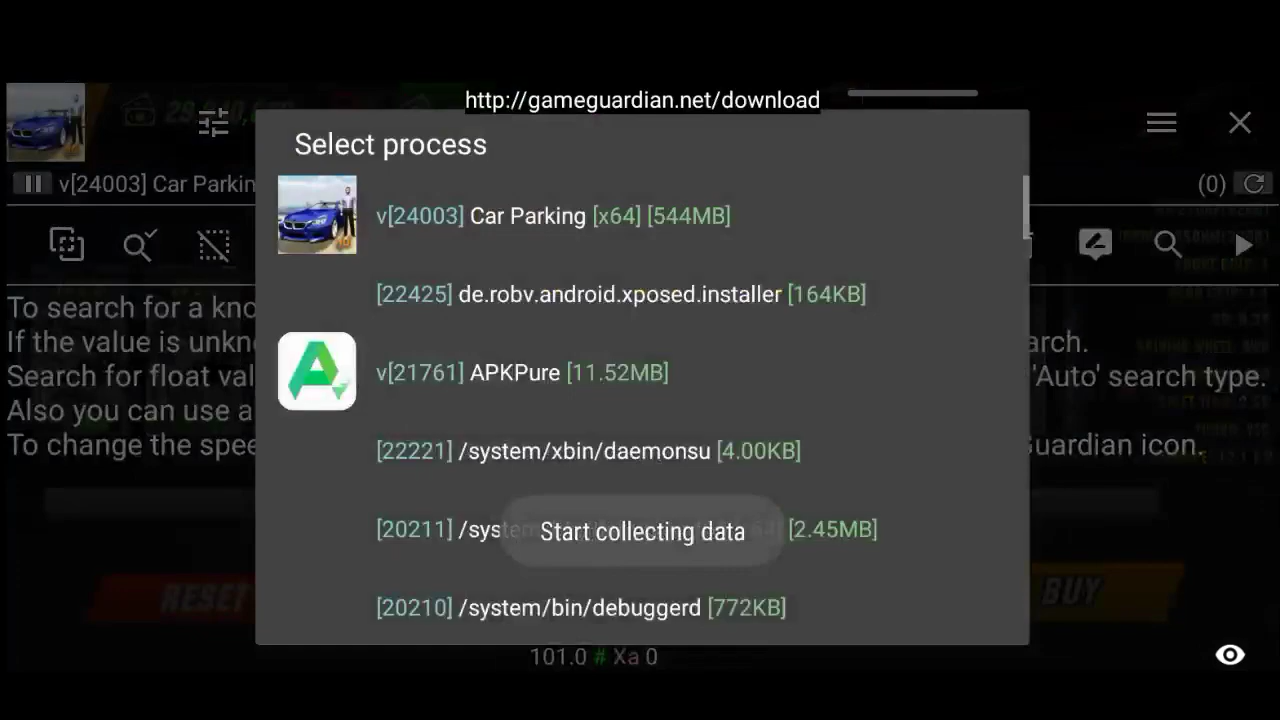 http://gameguardian.net/download
Select process
v[24003] Car Parkin
(0)
v[24003] Car Parking [x64] [544MB]
[22425] de.robv.android.xposed.installer [164KB]
To search for a kno
If the value is unkn
arch.
Search for float val
'Auto' search type.
v[21761] APKPure [11.52MB]
Also you can use a
To change the spee
Guardian icon.
[22221] /system/xbin/daemonsu [4.00KB]
[20211] /sys
[2.45MB]
Start collecting data
RESET
BUY
[20210] /system/bin/debuggerd [772KB]
101.0 # Xa 0